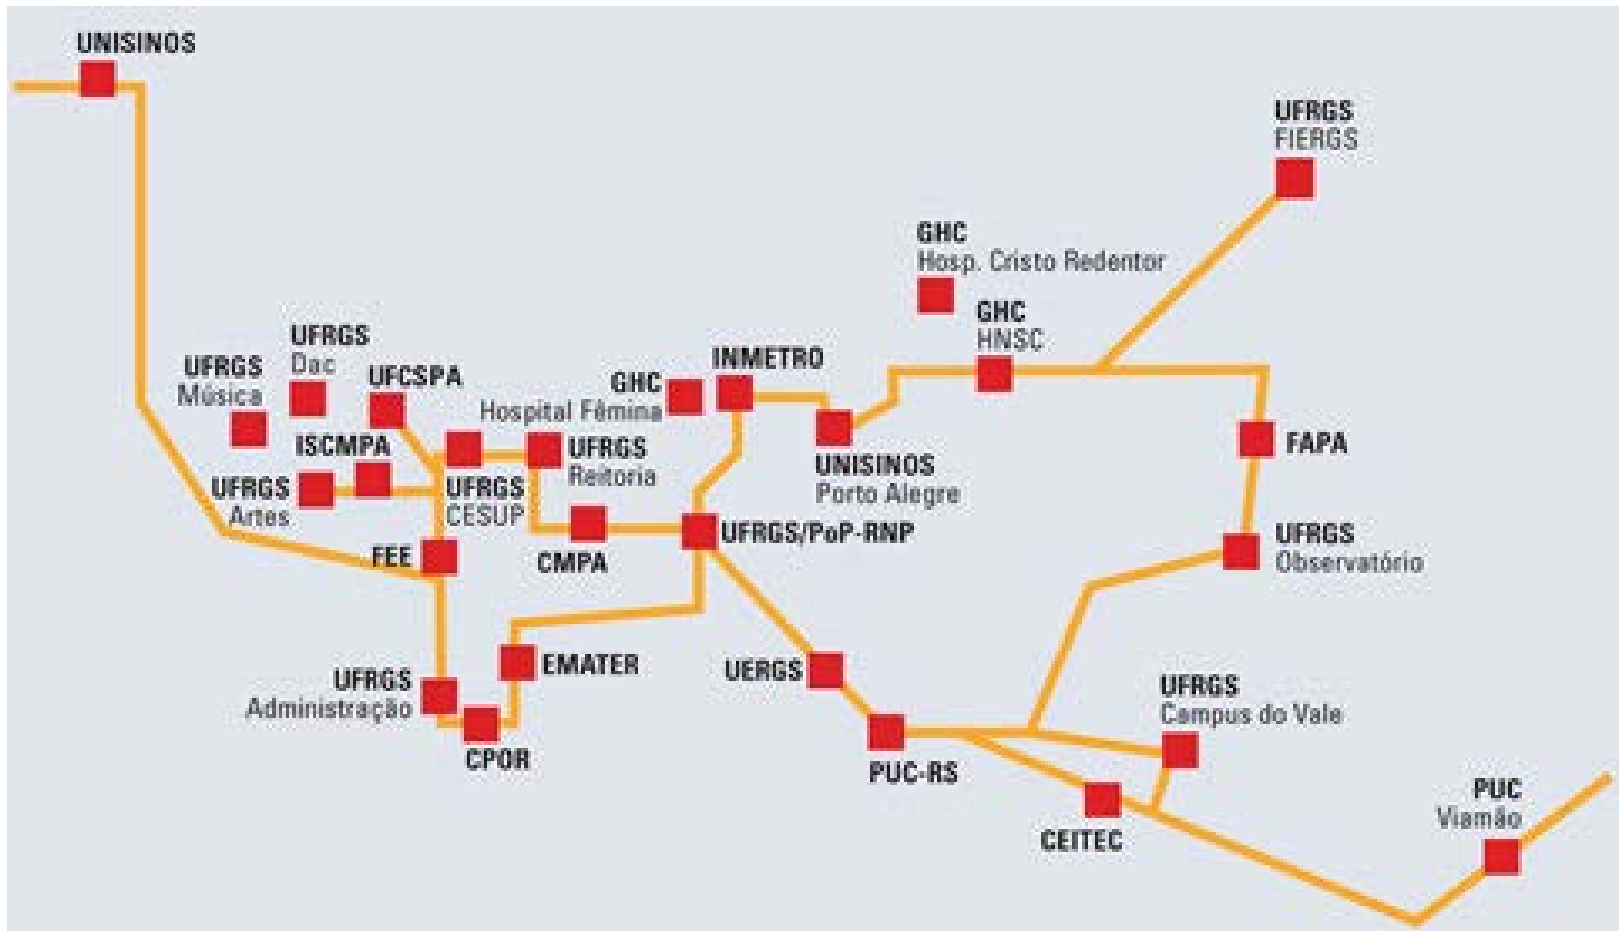 UNISINOS
UFRGS
FIERGS
GHC
Hosp. Cristo Redentor
GHC
HNSC
UFRGS
Dac
UFRGS
Música
UFCSPA
INMETRO
GHC
Hospital Fêmina
ISCMPA
UFRGS
Reitoria
UFRGS
Artes
UFRGS
CESUP
UNISINOS
Porto Alegre
FAPA
FEE
CMPA
UFRGS/PoP-RNP
UFRGS
Observatório
EMATER
UERGS
UFRGS
Administração
UFRGS
Campus do Vale
CPOR
PUC-RS
CEITEC
PUC
Viamão